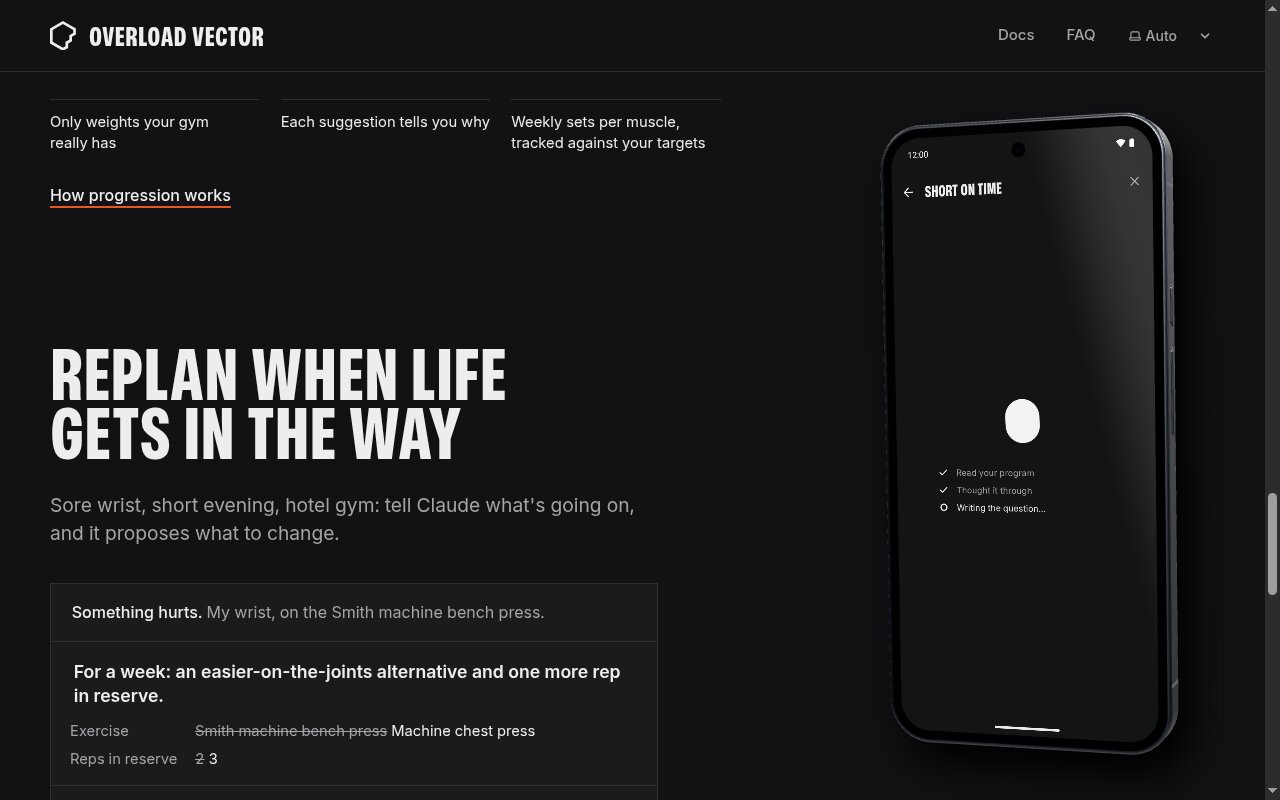 OVERLOAD VECTOR
Docs
FAQ
Auto
Only weights your gym
really has
Each suggestion tells you why
Weekly sets per muscle,
tracked against your targets
How progression works
REPLAN WHEN LIFE
GETS IN THE WAY
Sore wrist, short evening, hotel gym: tell Claude what's going on,
and it proposes what to change.
Something hurts. My wrist, on the Smith machine bench press.
For a week: an easier-on-the-joints alternative and one more rep
in reserve.
Exercise Smith machine bench press Machine chest press
Reps in reserve 2 3
12:00
SHORT ON TIME
Read your program
Thought it through
Writing the question...